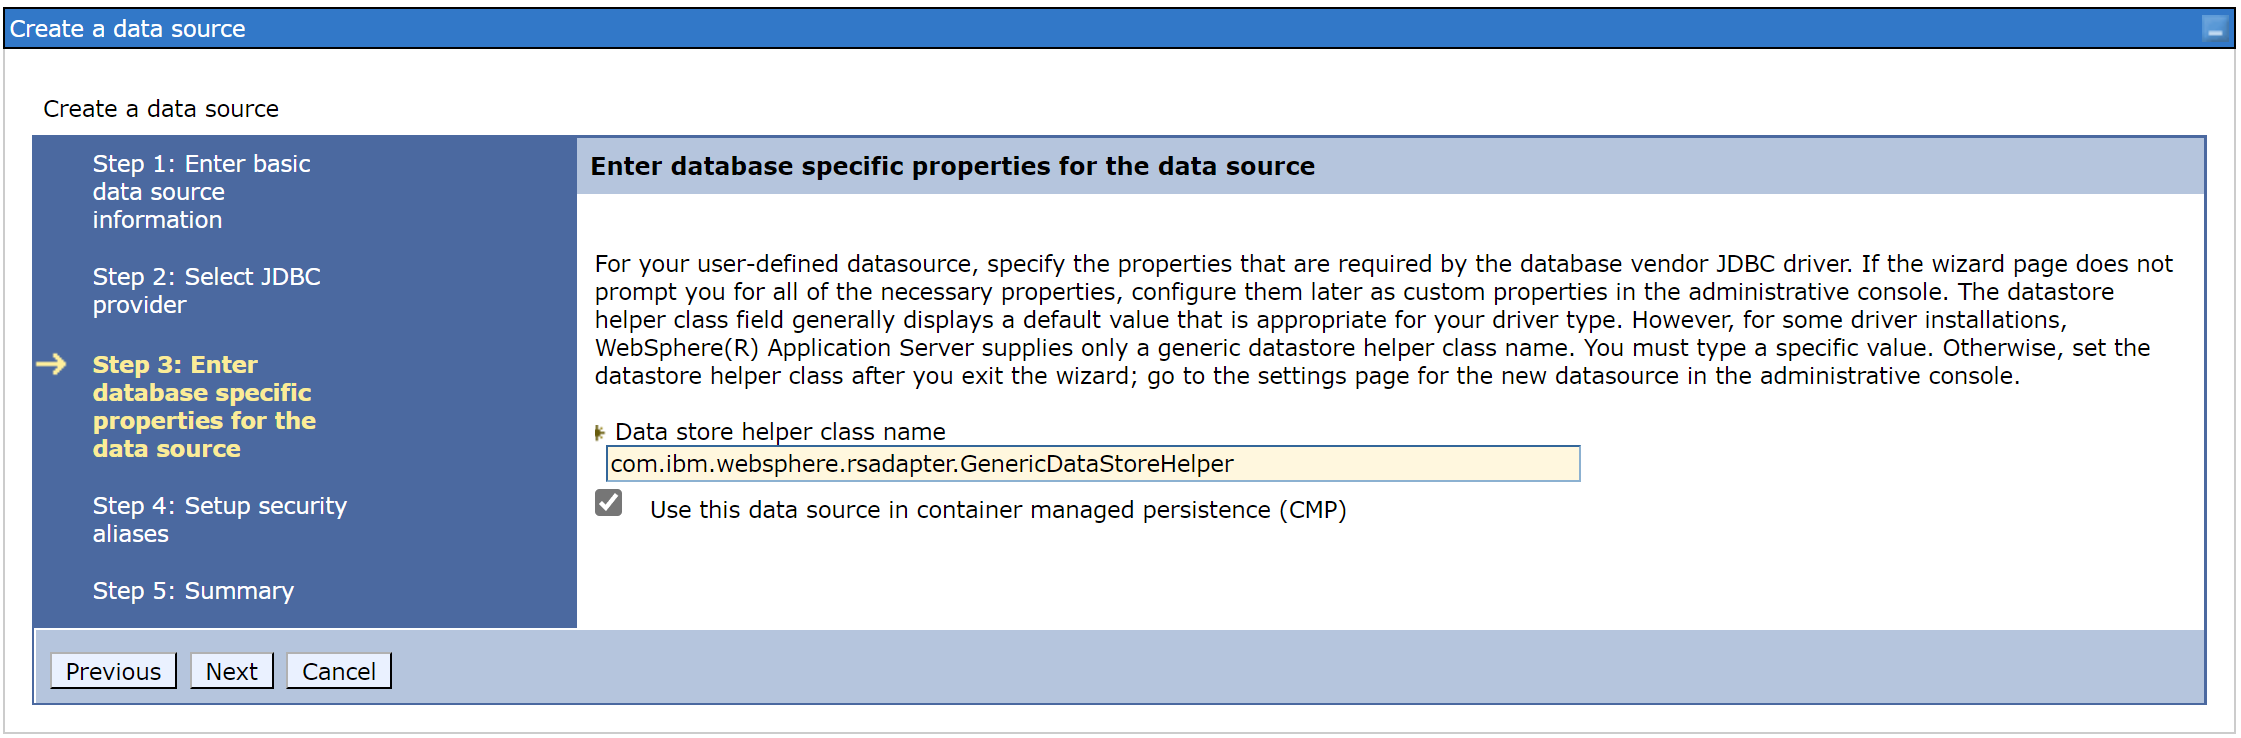 Create a data source
Create a data source
Step 1: Enter basic
data source
information
Step 2: Select JDBC
provider
Step 3: Enter
database specific
properties for the
data source
Step 4: Setup security
aliases
Step 5: Summary
Enter database specific properties for the data source
For your user-defined datasource, specify the properties that are required by the database vendor JDBC driver. If the wizard page does not
prompt you for all of the necessary properties, configure them later as custom properties in the administrative console. The datastore
helper class field generally displays a default value that is appropriate for your driver type. However, for some driver installations,
WebSphere(R) Application Server supplies only a generic datastore helper class name. You must type a specific value. Otherwise, set the
datastore helper class after you exit the wizard; go to the settings page for the new datasource in the administrative console.
Data store helper class name
com.ibm.websphere.rsadapter.GenericDataStoreHelper
Use this data source in container managed persistence (CMP)
Previous Next Cancel